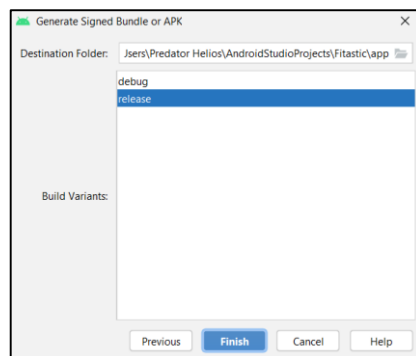 Generate Signed Bundle or APK
Destination Folder: Jsers\Predator Helios\AndroidStudioProjects\Fitastic\app
debug
release
Build Variants:
Previous Finish Cancel Help